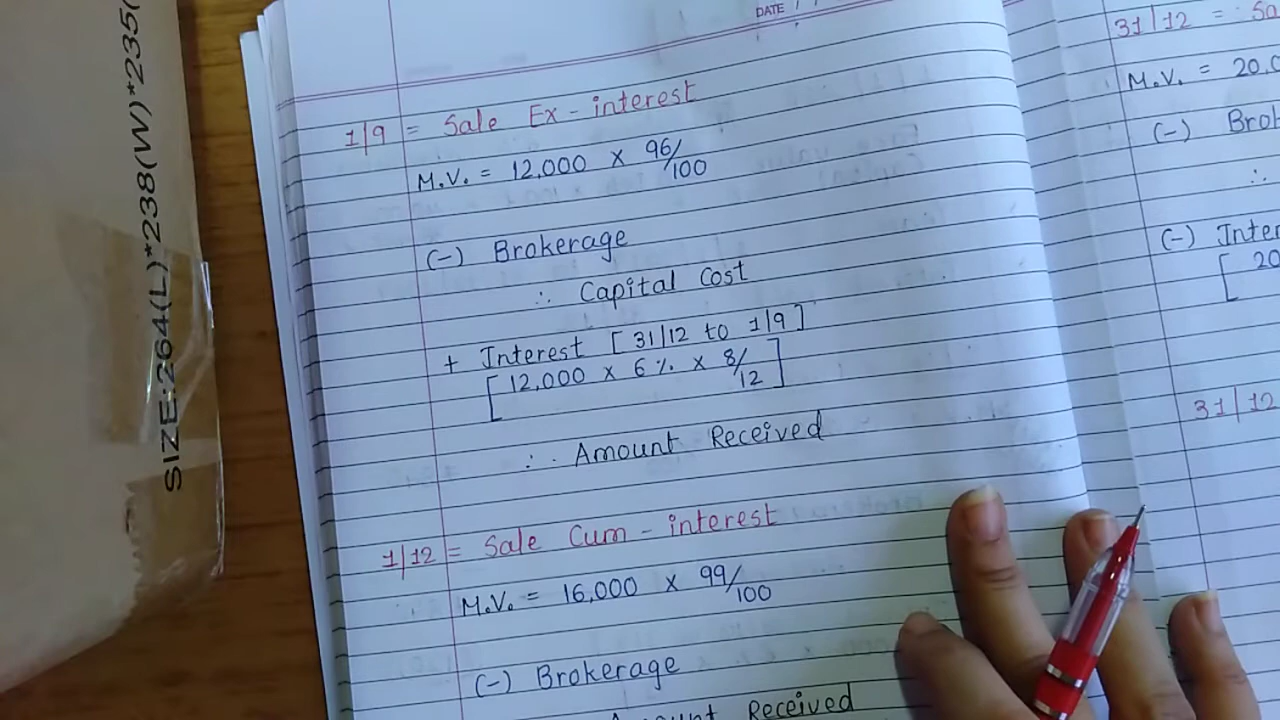 SIZE:264(L)*238(W)*235(
DATE
1/9 = Sale Ex - interest
M.V. = 12,000 x 96/100
(-) Brokerage
∴ Capital Cost
+ Interest [31/12 to 1/9]
[12,000 x 6% x 8/12]
∴ Amount Received
1/12 = Sale Cum - interest
M.V. = 16,000 x 99/100
(-) Brokerage
Received
31/12 = Sa
M.V. = 20,0
(-) Brok
∴
(-) Inter
[ 20
31/12